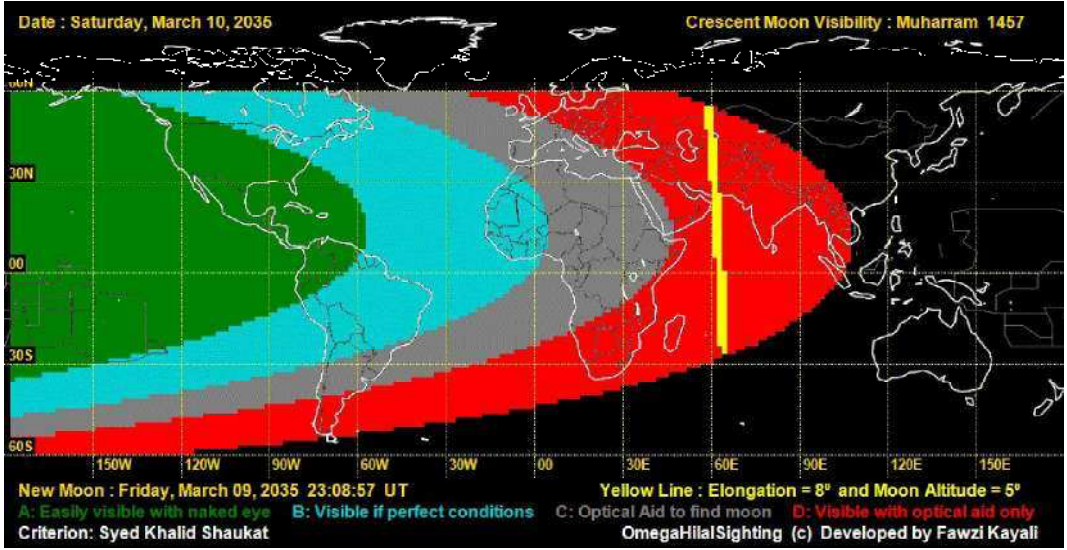 Date : Saturday, March 10, 2035
Crescent Moon Visibility : Muharram 1457
60N
30N
00
30S
60S
150W 120W 90W 60W 30W 00 30E 60E 90E 120E 150E
New Moon : Friday, March 09, 2035 23:08:57 UT
Yellow Line : Elongation = 8º and Moon Altitude = 5º
A: Easily visible with naked eye B: Visible if perfect conditions C: Optical Aid to find moon D: Visible with optical aid only
Criterion: Syed Khalid Shaukat
OmegaHilalSighting (c) Developed by Fawzi Kayali